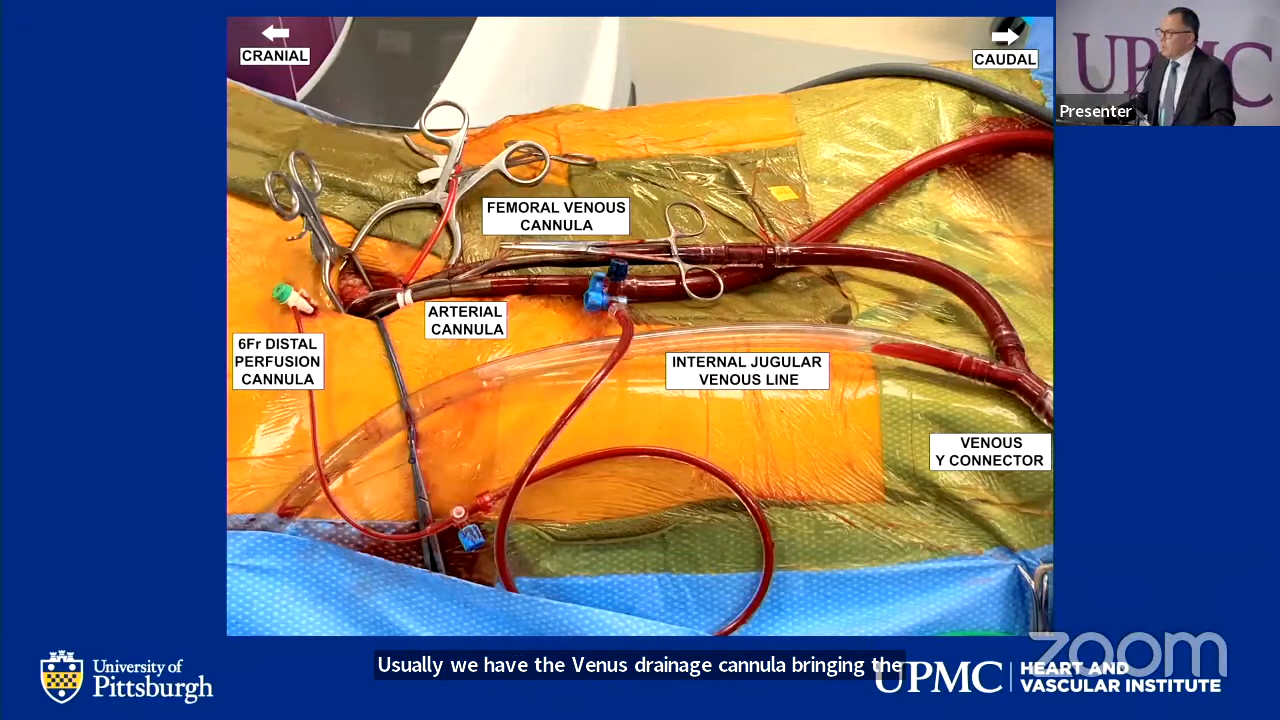 CRANIAL
CAUDAL
UPMC
Presenter
FEMORAL VENOUS
CANNULA
ARTERIAL
CANNULA
6Fr DISTAL
PERFUSION
CANNULA
INTERNAL JUGULAR
VENOUS LINE
VENOUS
Y CONNECTOR
zoom
Usually we have the Venus drainage cannula bringing the
University of
Pittsburgh
UPMC
HEART AND
VASCULAR INSTITUTE